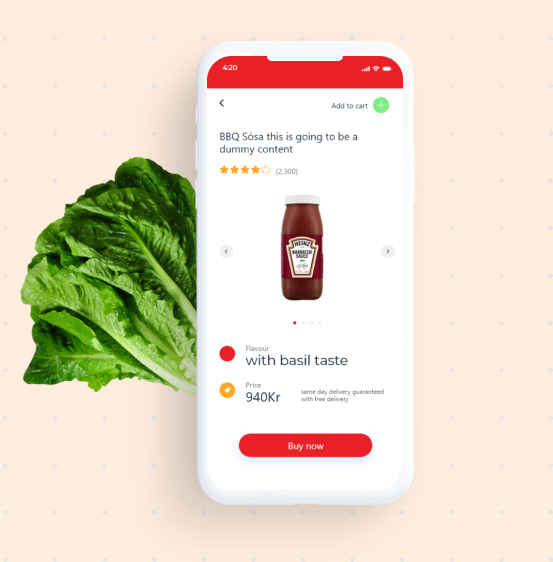 4:20
Add to cart
BBQ Sósa this is going to be a
dummy content
(2.300)
HEINZ
BARBECUE
SAUCE
Flavour
with basil taste
Price
940Kr
same day delivery guaranteed
with free delivery
Buy now